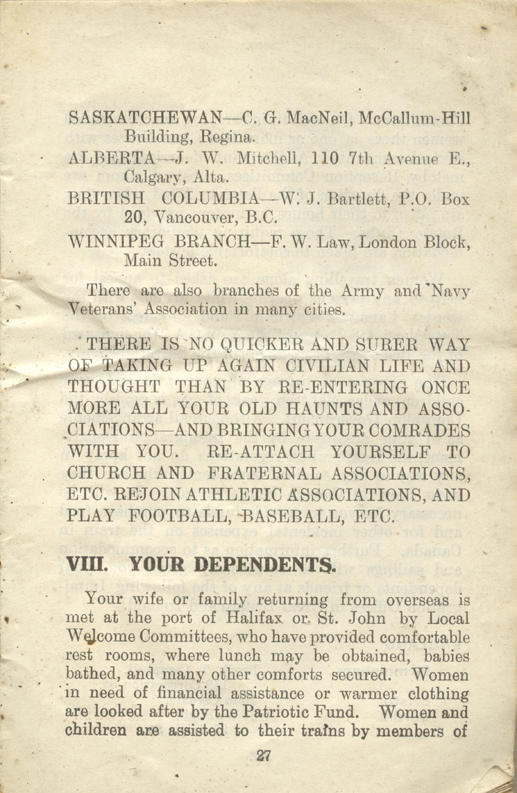 SASKATCHEWAN—C. G. MacNeil, McCallum-Hill
Building, Regina.
ALBERTA—J. W. Mitchell, 110 7th Avenue E.,
Calgary, Alta.
BRITISH COLUMBIA—W. J. Bartlett, P.O. Box
20, Vancouver, B.C.
WINNIPEG BRANCH—F. W. Law, London Block,
Main Street.
There are also branches of the Army and Navy
Veterans' Association in many cities.
THERE IS NO QUICKER AND SURER WAY
OF TAKING UP AGAIN CIVILIAN LIFE AND
THOUGHT THAN BY RE-ENTERING ONCE
MORE ALL YOUR OLD HAUNTS AND ASSO-
CIATIONS—AND BRINGING YOUR COMRADES
WITH YOU. RE-ATTACH YOURSELF TO
CHURCH AND FRATERNAL ASSOCIATIONS,
ETC. REJOIN ATHLETIC ASSOCIATIONS, AND
PLAY FOOTBALL, BASEBALL, ETC.
VIII. YOUR DEPENDENTS.
Your wife or family returning from overseas is
met at the port of Halifax or St. John by Local
Welcome Committees, who have provided comfortable
rest rooms, where lunch may be obtained, babies
bathed, and many other comforts secured. Women
in need of financial assistance or warmer clothing
are looked after by the Patriotic Fund. Women and
children are assisted to their trains by members of
27